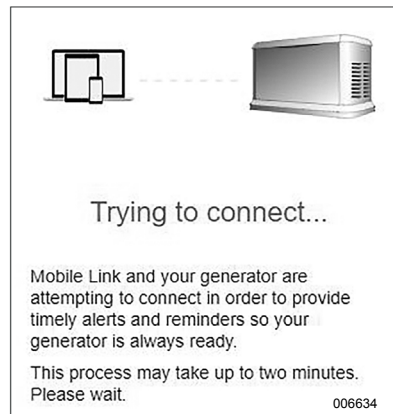 Trying to connect...
Mobile Link and your generator are
attempting to connect in order to provide
timely alerts and reminders so your
generator is always ready.
This process may take up to two minutes.
Please wait.
006634